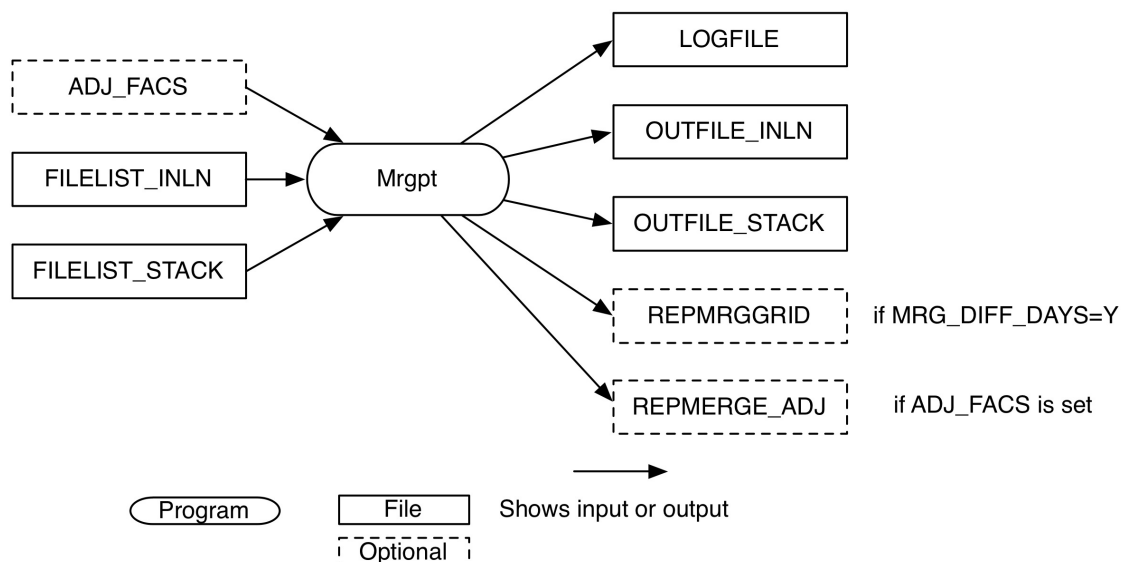 LOGFILE
ADJ_FACS
OUTFILE_INLN
FILELIST_INLN
Mrgpt
OUTFILE_STACK
FILELIST_STACK
REPMRGGRID
if MRG_DIFF_DAYS=Y
REPMERGE_ADJ
if ADJ_FACS is set
Program
File
Shows input or output
Optional